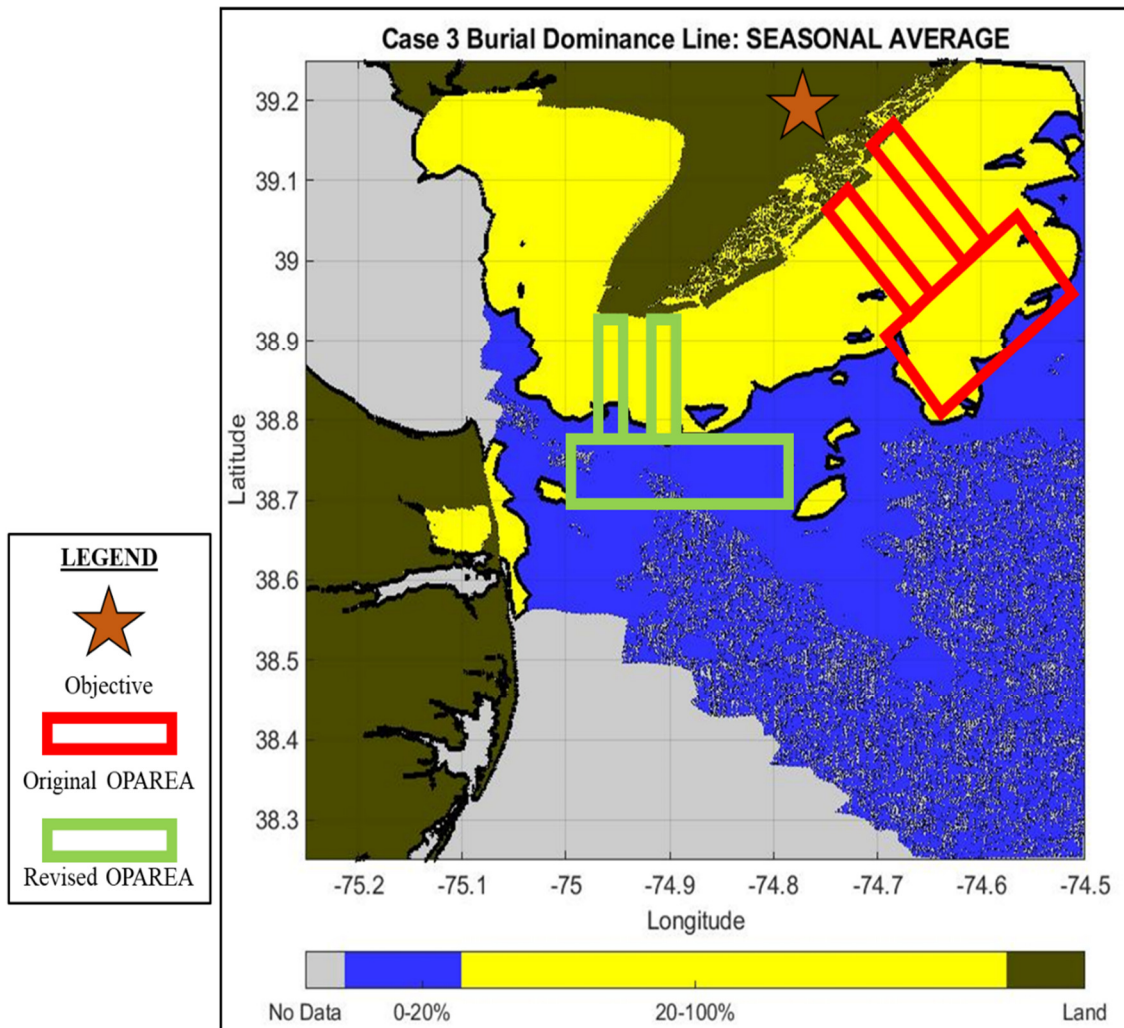 Case 3 Burial Dominance Line: SEASONAL AVERAGE
39.2
39.1
39
38.9
38.8
38.7
38.6
38.5
38.4
38.3
Latitude
-75.2 -75.1 -75 -74.9 -74.8 -74.7 -74.6 -74.5
Longitude
No Data 0-20% 20-100% Land
LEGEND
Objective
Original OPAREA
Revised OPAREA